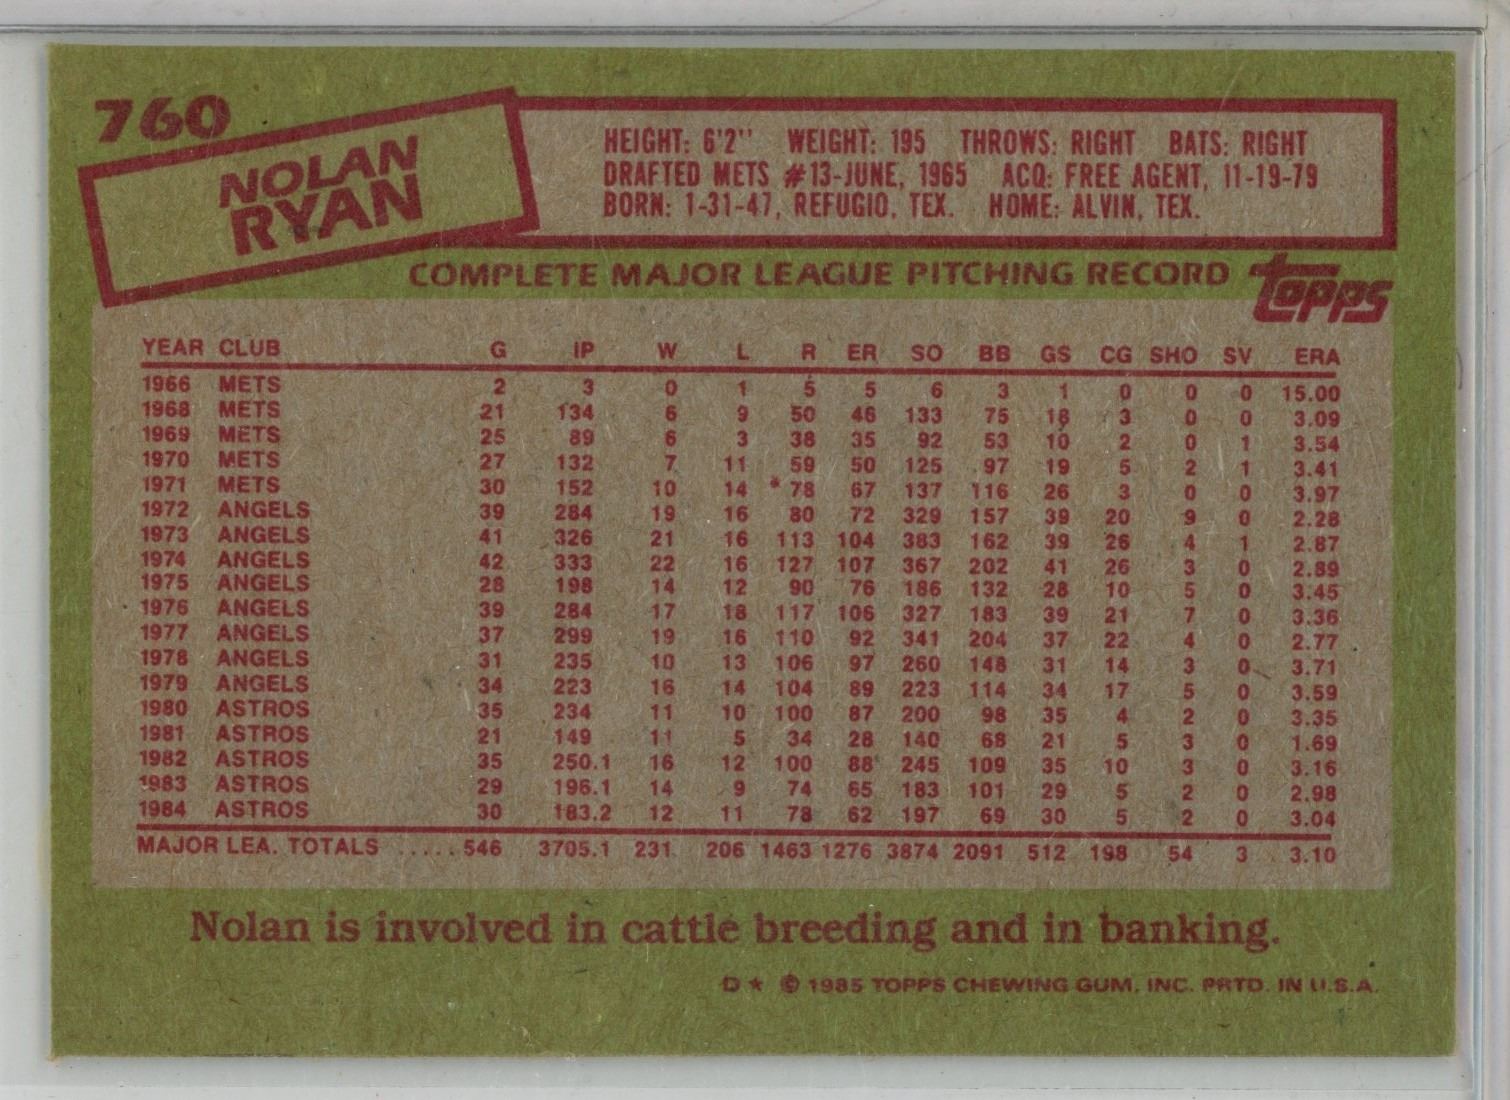 760
NOLAN
RYAN
HEIGHT: 6'2" WEIGHT: 195 THROWS: RIGHT BATS: RIGHT
DRAFTED METS #13-JUNE, 1965 ACQ: FREE AGENT, 11-19-79
BORN: 1-31-47, REFUGIO, TEX. HOME: ALVIN, TEX.
COMPLETE MAJOR LEAGUE PITCHING RECORD topps
YEAR CLUB G IP W L R ER SO BB GS CG SHO SV ERA
1966 METS 2 3 0 1 5 5 6 3 1 0 0 0 15.00
1968 METS 21 134 6 9 50 46 133 75 18 3 0 0 3.09
1969 METS 25 89 6 3 38 35 92 53 10 2 0 1 3.54
1970 METS 27 132 7 11 59 50 125 97 19 5 2 1 3.41
1971 METS 30 152 10 14 * 78 67 137 116 26 3 0 0 3.97
1972 ANGELS 39 284 19 16 80 72 329 157 39 20 9 0 2.28
1973 ANGELS 41 326 21 16 113 104 383 162 39 26 4 1 2.87
1974 ANGELS 42 333 22 16 127 107 367 202 41 26 3 0 2.89
1975 ANGELS 28 198 14 12 90 76 186 132 28 10 5 0 3.45
1976 ANGELS 39 284 17 18 117 106 327 183 39 21 7 0 3.36
1977 ANGELS 37 299 19 16 110 92 341 204 37 22 4 0 2.77
1978 ANGELS 31 235 10 13 106 97 260 148 31 14 3 0 3.71
1979 ANGELS 34 223 16 14 104 89 223 114 34 17 5 0 3.59
1980 ASTROS 35 234 11 10 100 87 200 98 35 4 2 0 3.35
1981 ASTROS 21 149 11 5 34 28 140 68 21 5 3 0 1.69
1982 ASTROS 35 250.1 16 12 100 88 245 109 35 10 3 0 3.16
1983 ASTROS 29 196.1 14 9 74 65 183 101 29 5 2 0 2.98
1984 ASTROS 30 183.2 12 11 78 62 197 69 30 5 2 0 3.04
MAJOR LEA. TOTALS ..... 546 3705.1 231 206 1463 1276 3874 2091 512 198 54 3 3.10
Nolan is involved in cattle breeding and in banking.
D★ © 1985 TOPPS CHEWING GUM, INC. PRTD. IN U.S.A.